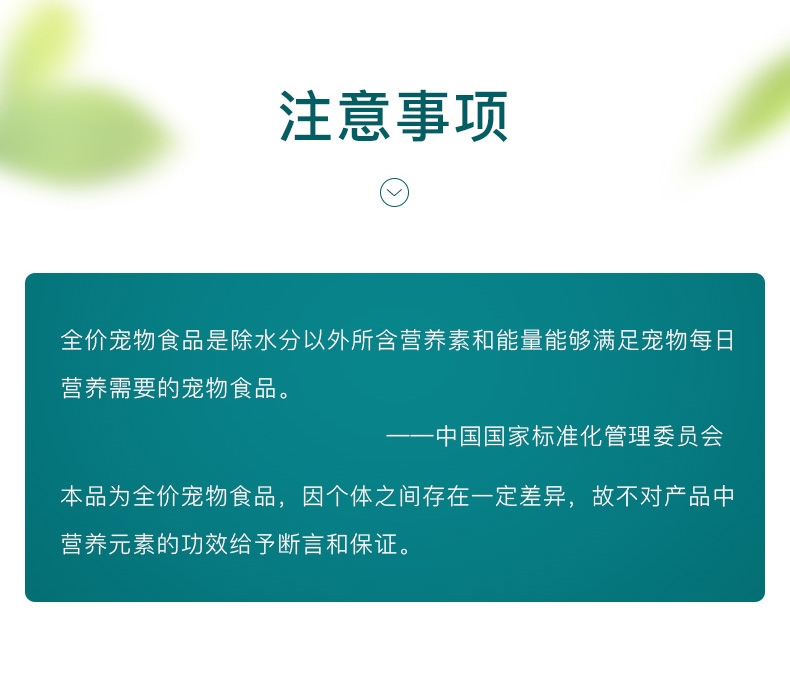 注意事项
全价宠物食品是除水分以外所含营养素和能量能够满足宠物每日
营养需要的宠物食品。
——中国国家标准化管理委员会
本品为全价宠物食品，因个体之间存在一定差异，故不对产品中
营养元素的功效给予断言和保证。